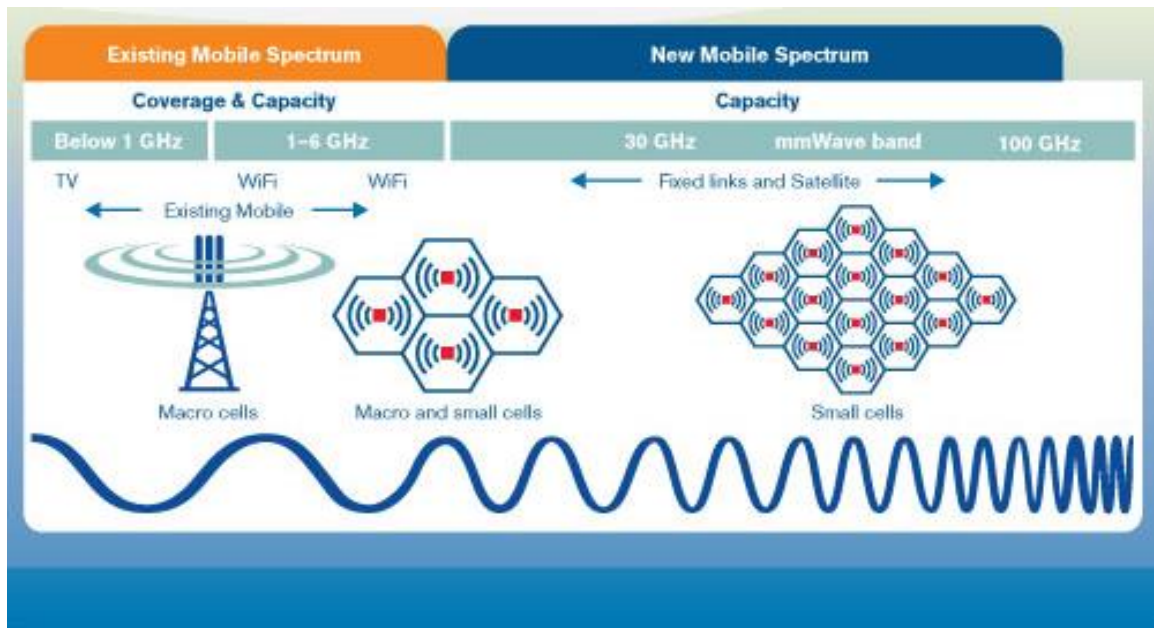 Existing Mobile Spectrum
New Mobile Spectrum
Coverage & Capacity
Capacity
Below 1 GHz
1–6 GHz
30 GHz
mmWave band
100 GHz
TV
WiFi
WiFi
Fixed links and Satellite
Existing Mobile
Macro cells
Macro and small cells
Small cells